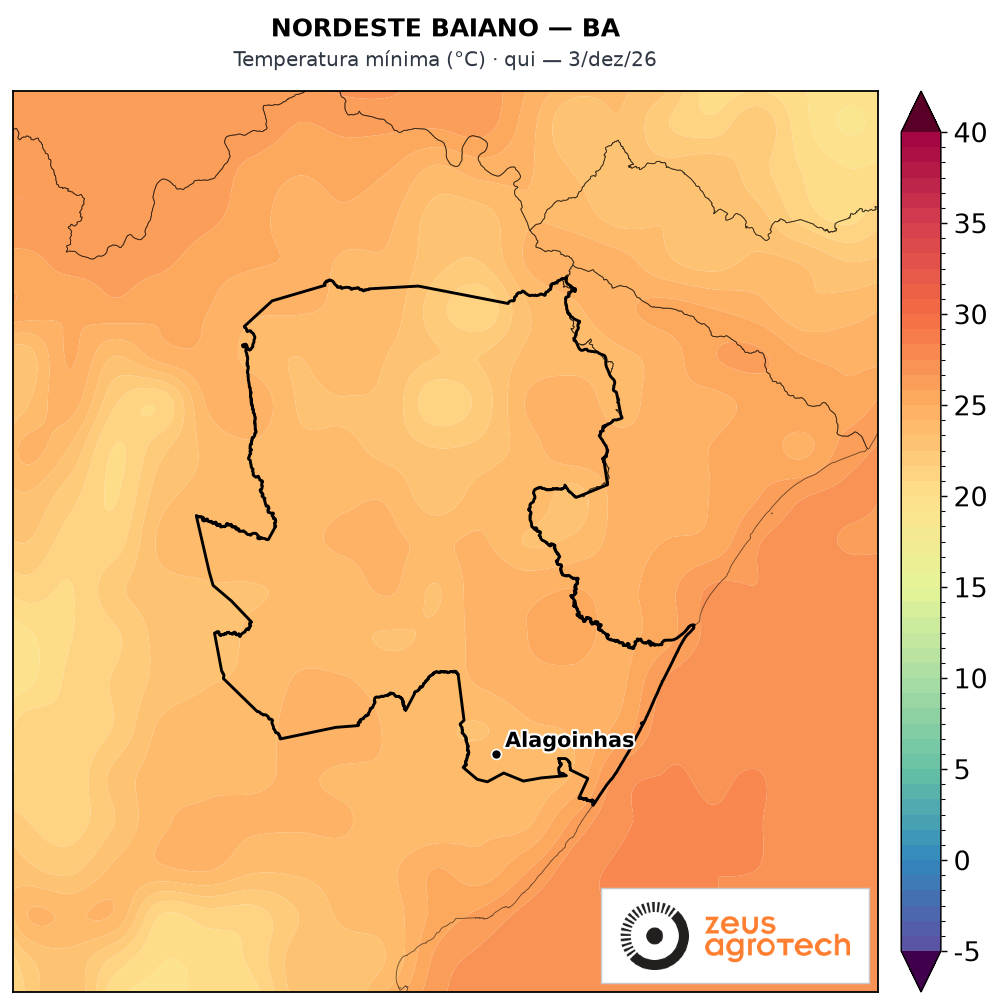 NORDESTE BAIANO — BA
Temperatura mínima (°C) · qui — 3/dez/26
40
35
30
25
20
15
10
5
0
-5
Alagoinhas
zeus
agrotech